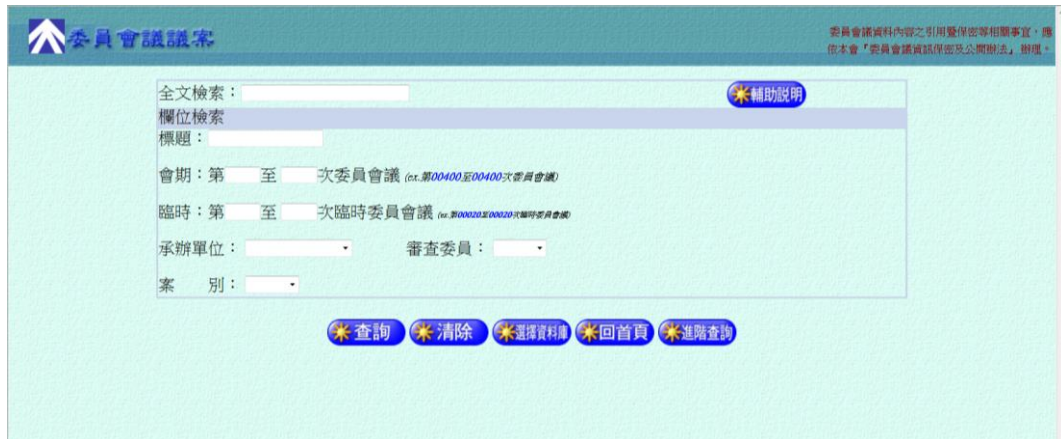 委員會議議案
委員會議資料內容之引用暨保密等相關事宜，應
依本會「委員會議資訊保密及公開辦法」辦理。
全文檢索：
輔助説明
欄位檢索
標題：
會期：第 至 次委員會議 (ex.第00400至00400次委員會議)
臨時：第 至 次臨時委員會議 (ex.第00020至00020次臨時委員會議)
承辦單位： 審查委員：
案 別：
查詢 清除 選擇資料庫 回首頁 進階查詢